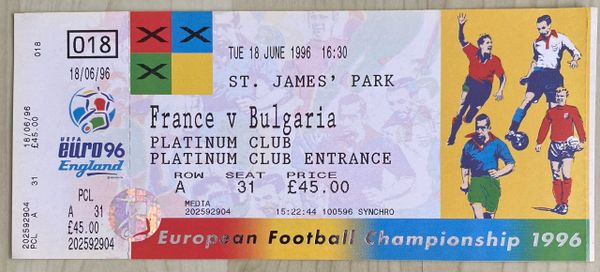 018
18/06/96
£45.00
31
A
PCL
202592904
018
18/06/96
UEFA
euro96
England
PCL
A 31
£45.00
202592904
TUE 18 JUNE 1996 16:30
ST. JAMES' PARK
France v Bulgaria
PLATINUM CLUB
PLATINUM CLUB ENTRANCE
ROW SEAT PRICE
A 31 £45.00
MEDIA
202592904 15:22:44 100596 SYNCHRO
European Football Championship 1996